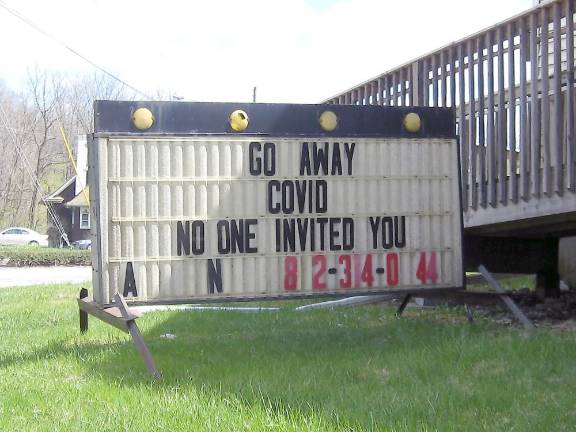 GO AWAY
COVID
NO ONE INVITED YOU
A N 8 2-314-0 44